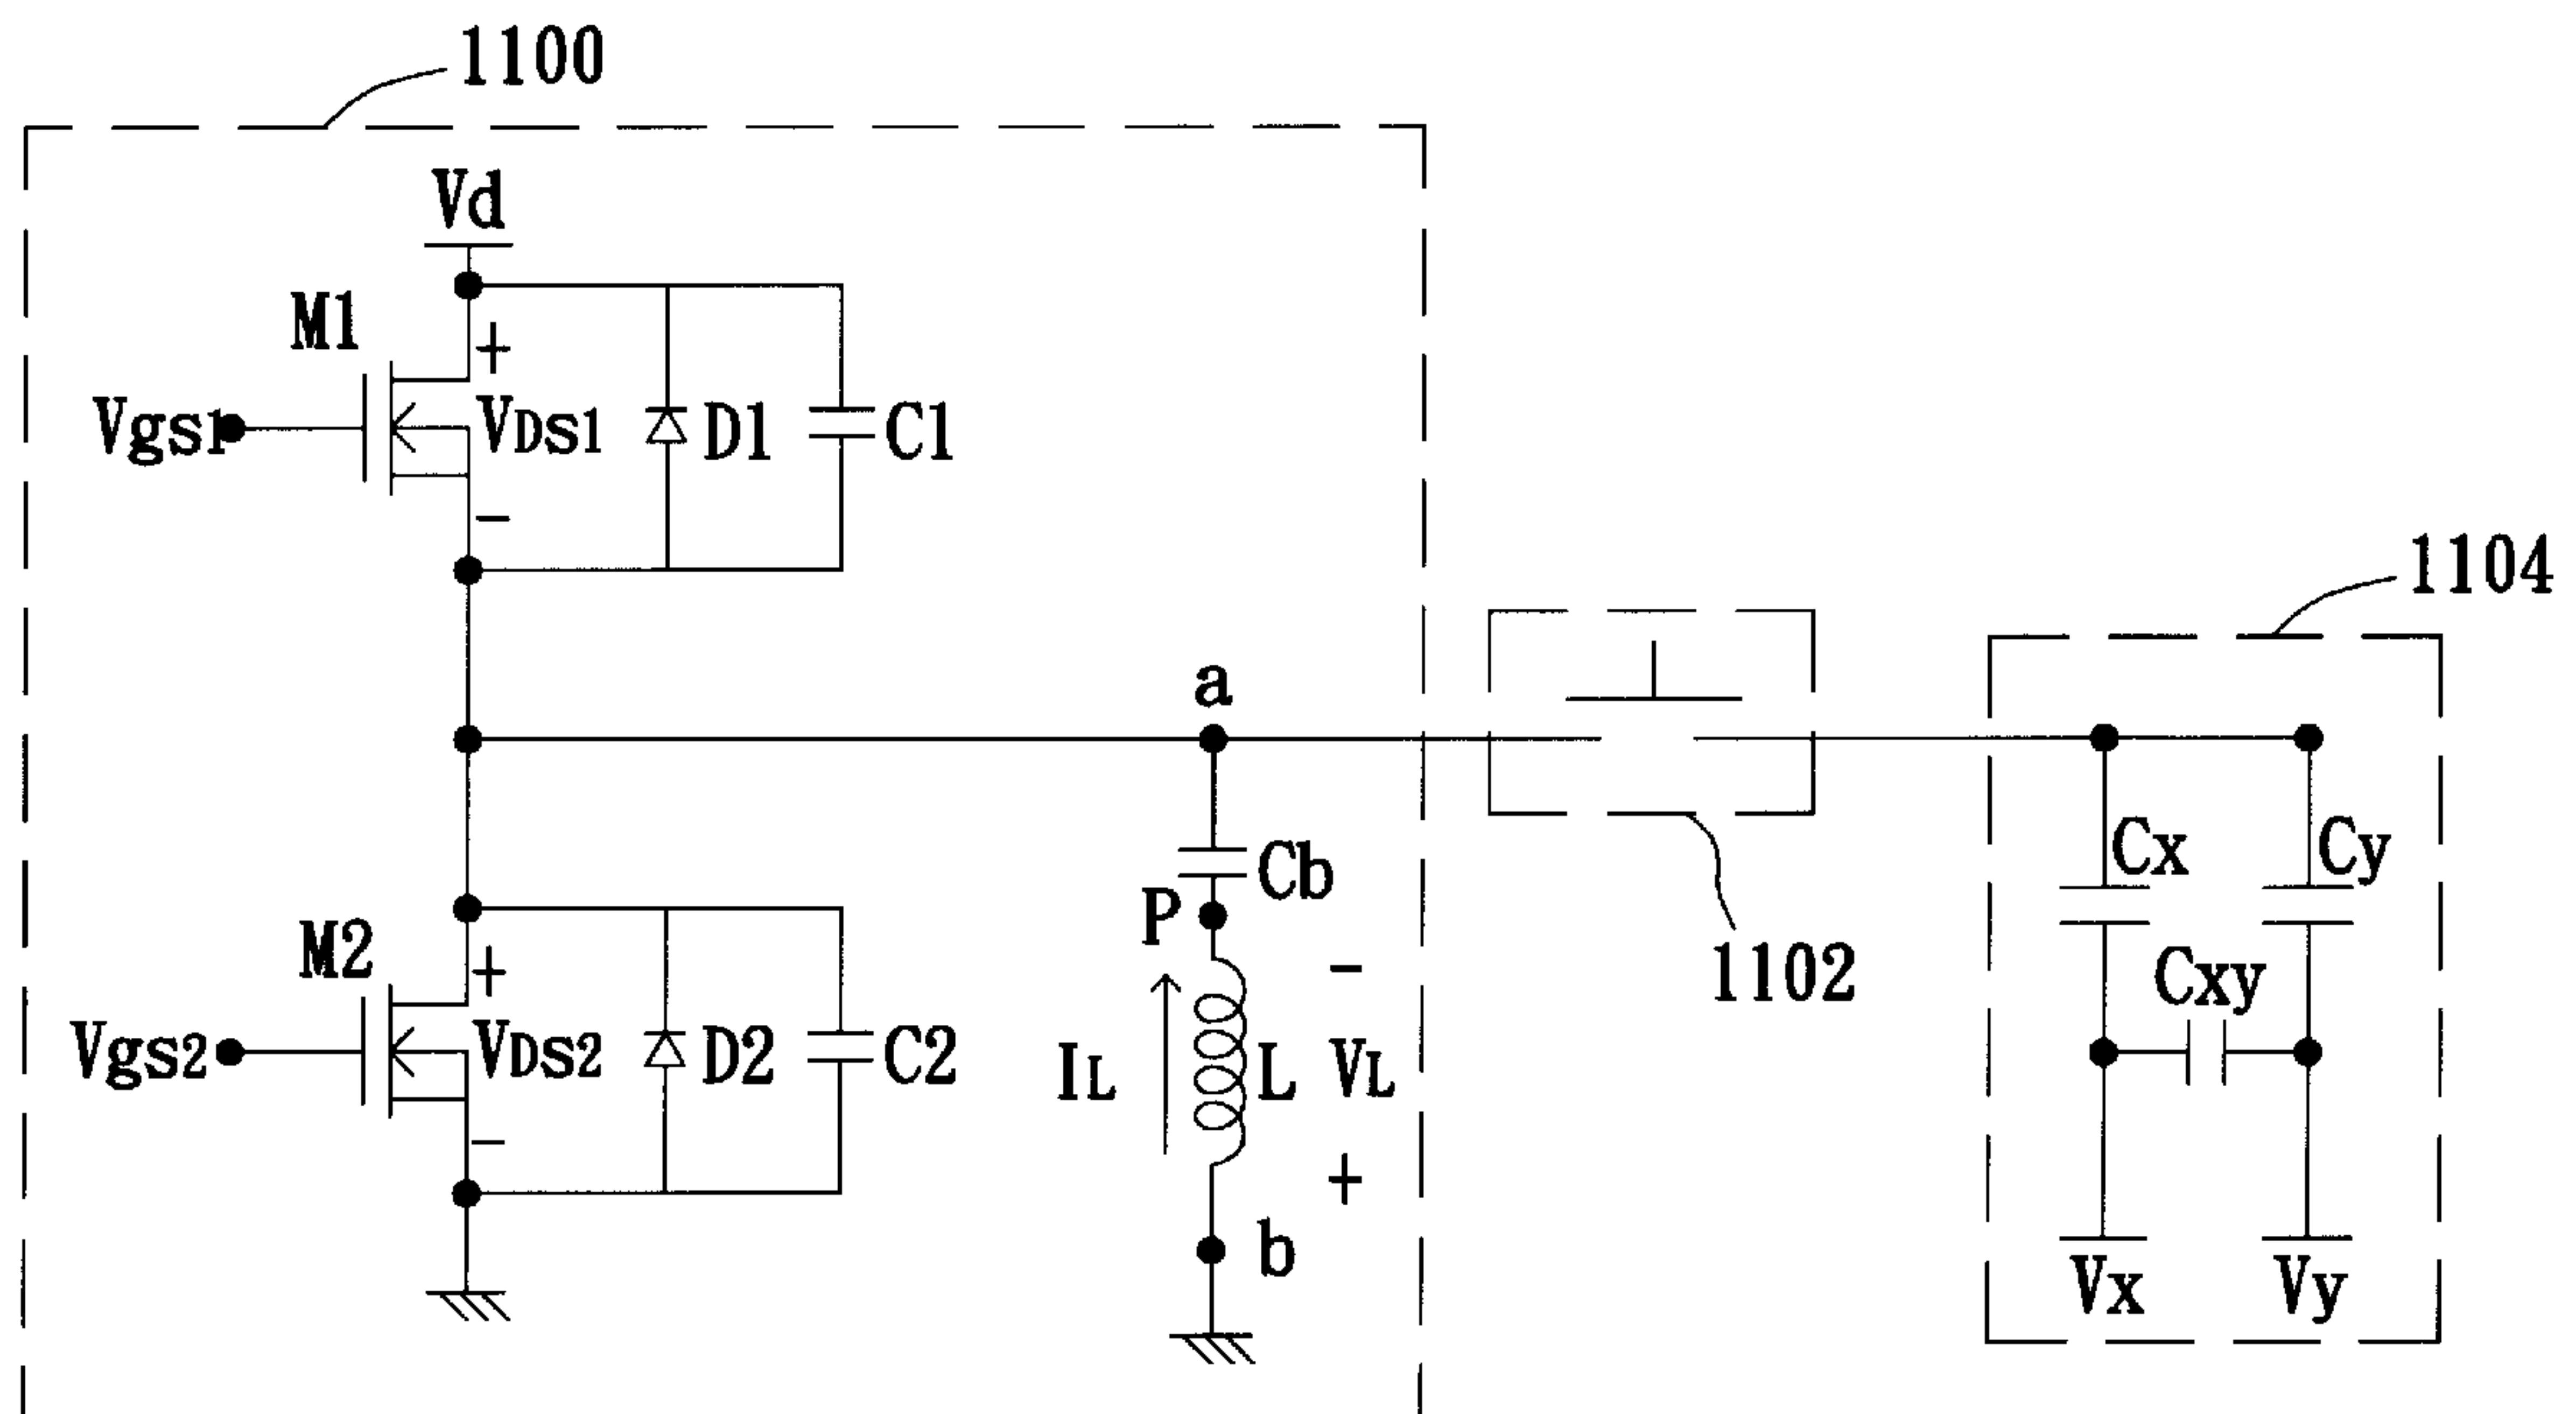 1100
Vd
M1
+
Vgs1
VDS1
D1
C1
-
1104
a
1102
Cx
Cy
Cb
P
M2
+
-
Cxy
Vgs2
VDS2
D2
C2
IL
L
VL
-
+
b
Vx
Vy